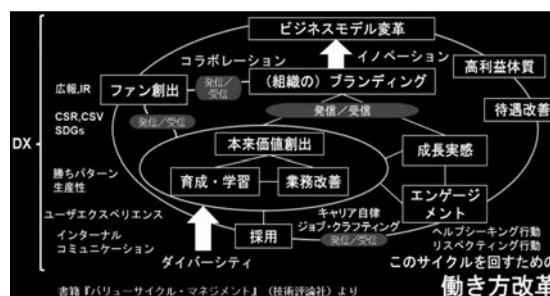 ビジネスモデル変革
コラボレーション
イノベーション
高利益体質
広報,IR
ファン創出
発信／受信
（組織の）ブランディング
待遇改善
CSR,CSV
SDGs
発信／受信
発信／受信
DX
本来価値創出
成長実感
勝ちパターン
生産性
育成・学習
業務改善
エンゲージメント
ユーザエクスペリエンス
キャリア自律
ジョブ・クラフティング
インターナル
コミュニケーション
採用
発信／受信
ヘルプシーキング行動
リスペクティング行動
ダイバーシティ
このサイクルを回すための
働き方改革
書籍『バリューサイクル・マネジメント』（技術評論社）より